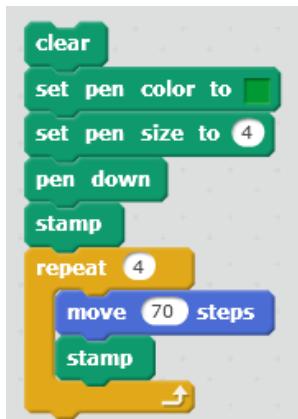 clear
set pen color to
set pen size to 4
pen down
stamp
repeat 4
move 70 steps
stamp